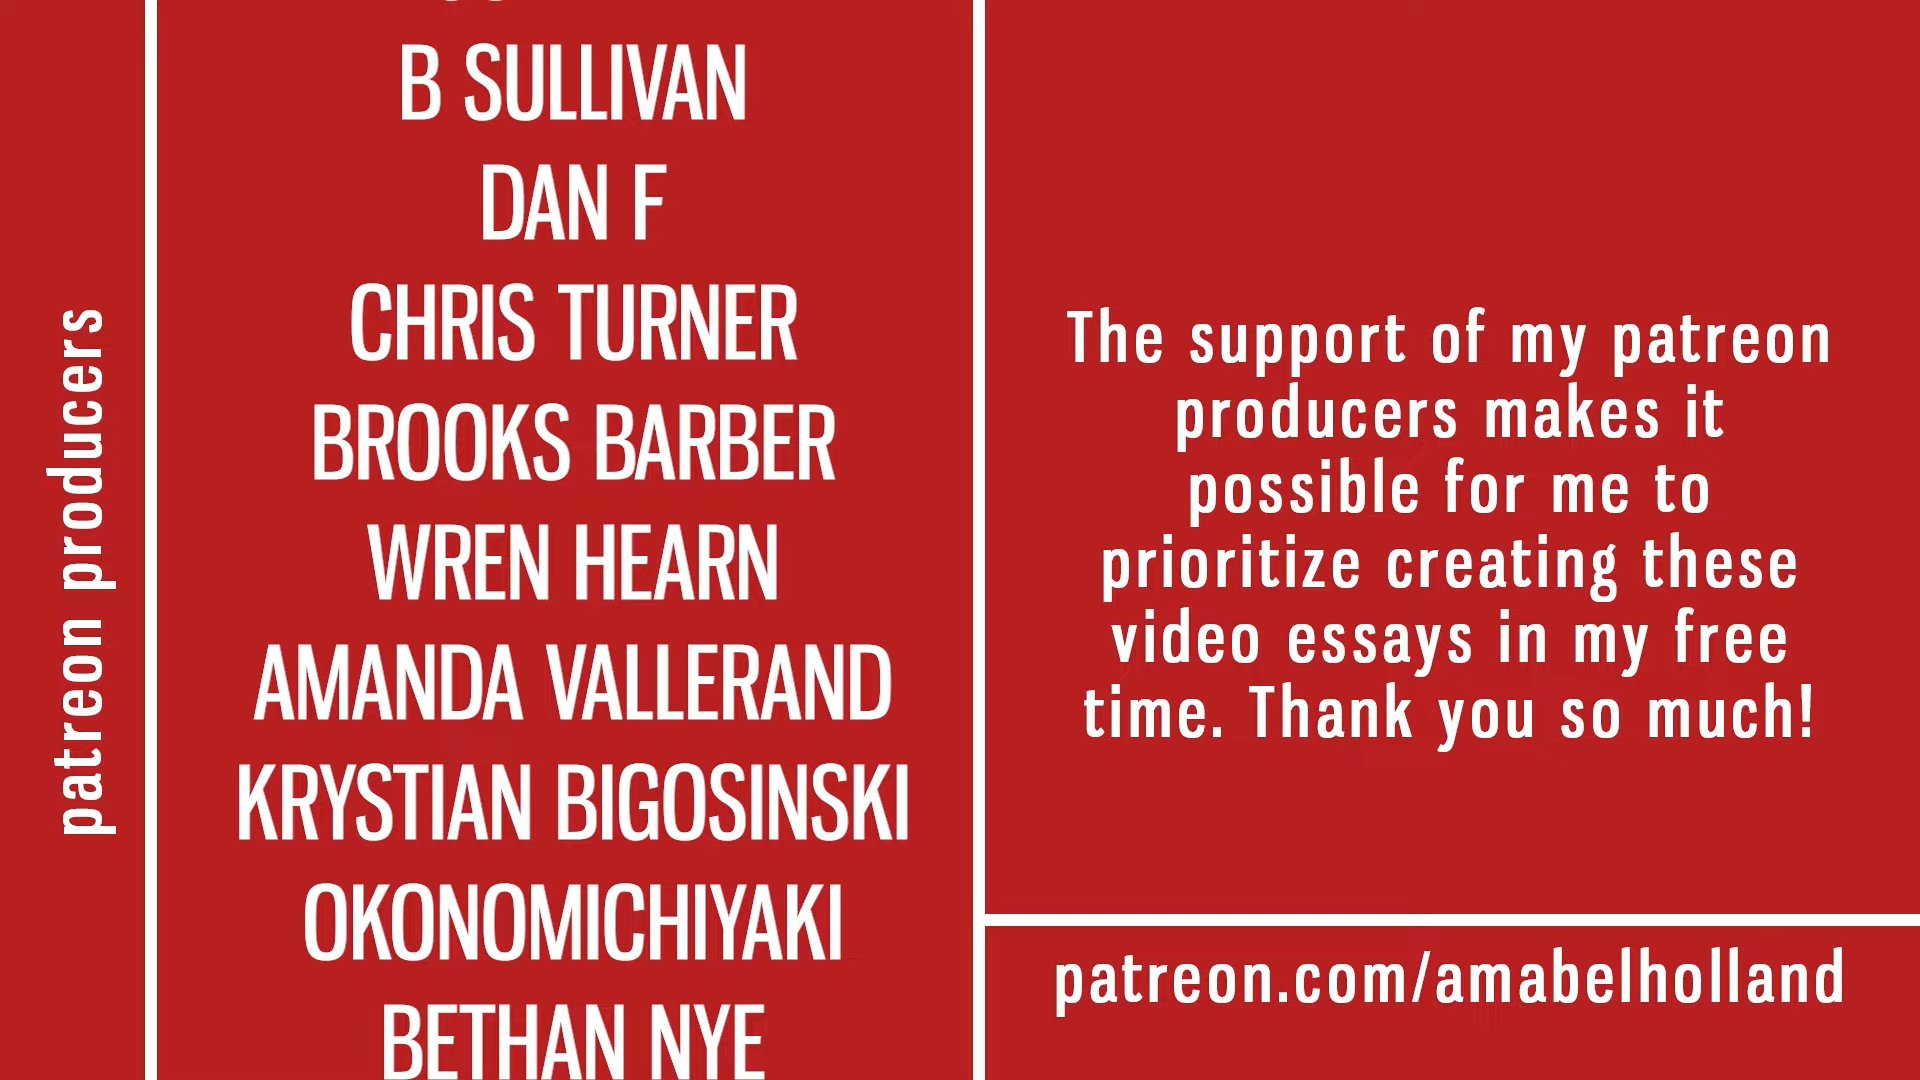 patreon producers
B SULLIVAN
DAN F
CHRIS TURNER
BROOKS BARBER
WREN HEARN
AMANDA VALLERAND
KRYSTIAN BIGOSINSKI
OKONOMICHIYAKI
BETHAN NYE
The support of my patreon
producers makes it
possible for me to
prioritize creating these
video essays in my free
time. Thank you so much!
patreon.com/amabelholland